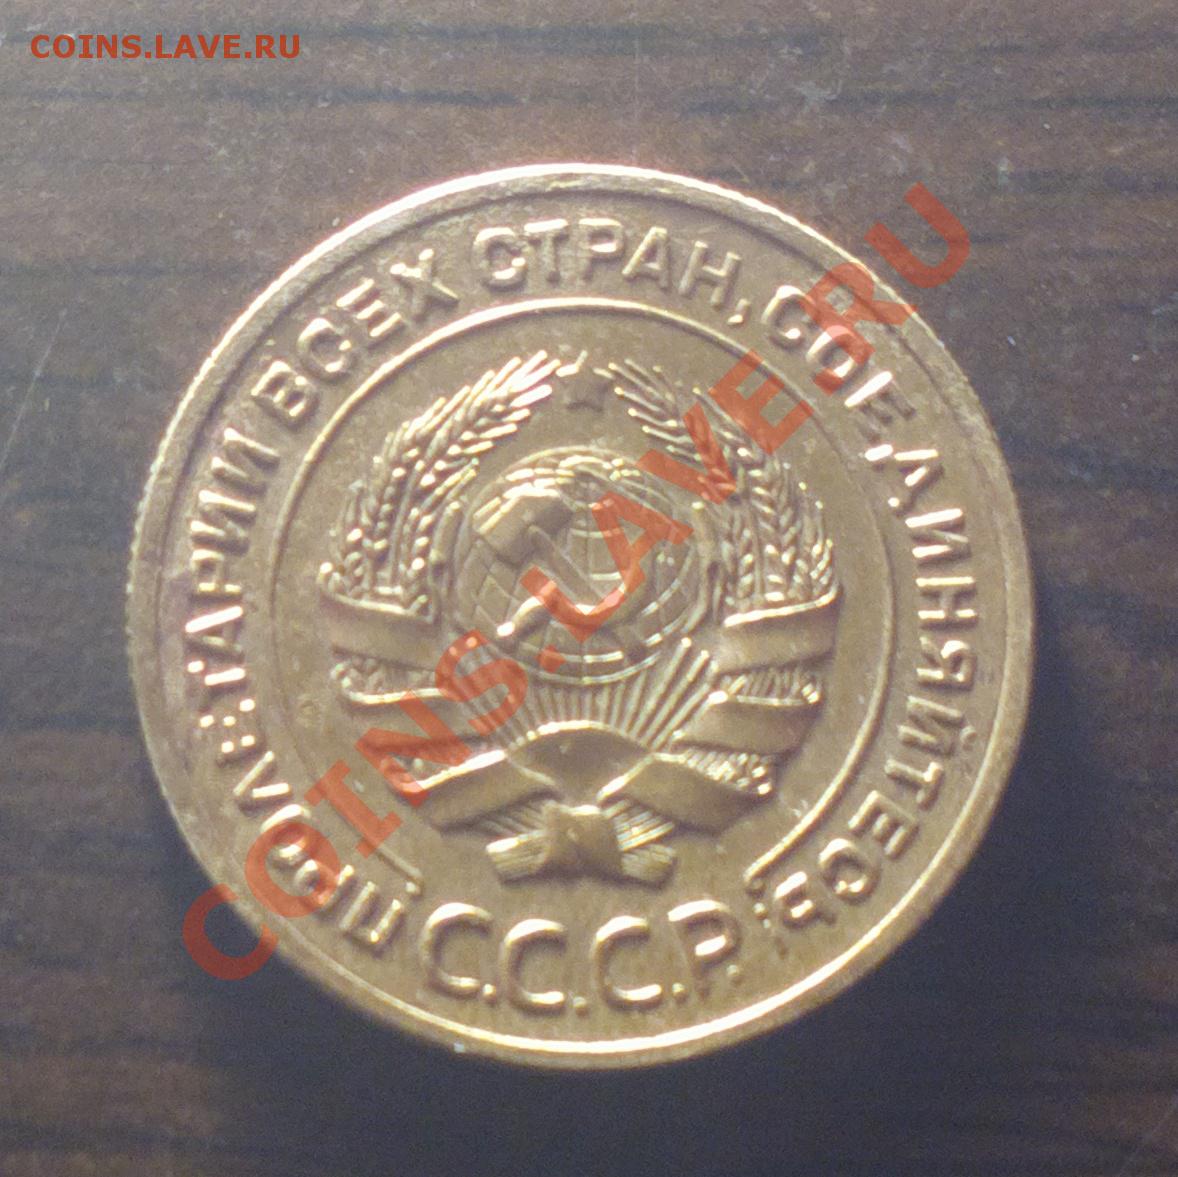 COINS.LAVE.RU
ПРОЛЕТАРИИ ВСЕХ СТРАН, СОЕДИНЯЙТЕСЬ
С.С.С.Р.
COINS.LAVE.RU